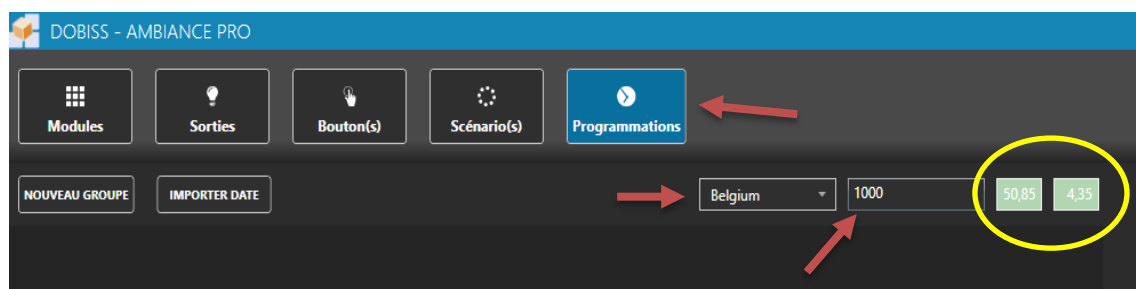 DOBISS - AMBIANCE PRO
Modules Sorties Bouton(s) Scénario(s) Programmations
NOUVEAU GROUPE IMPORTER DATE Belgium 1000 50,85 4,35